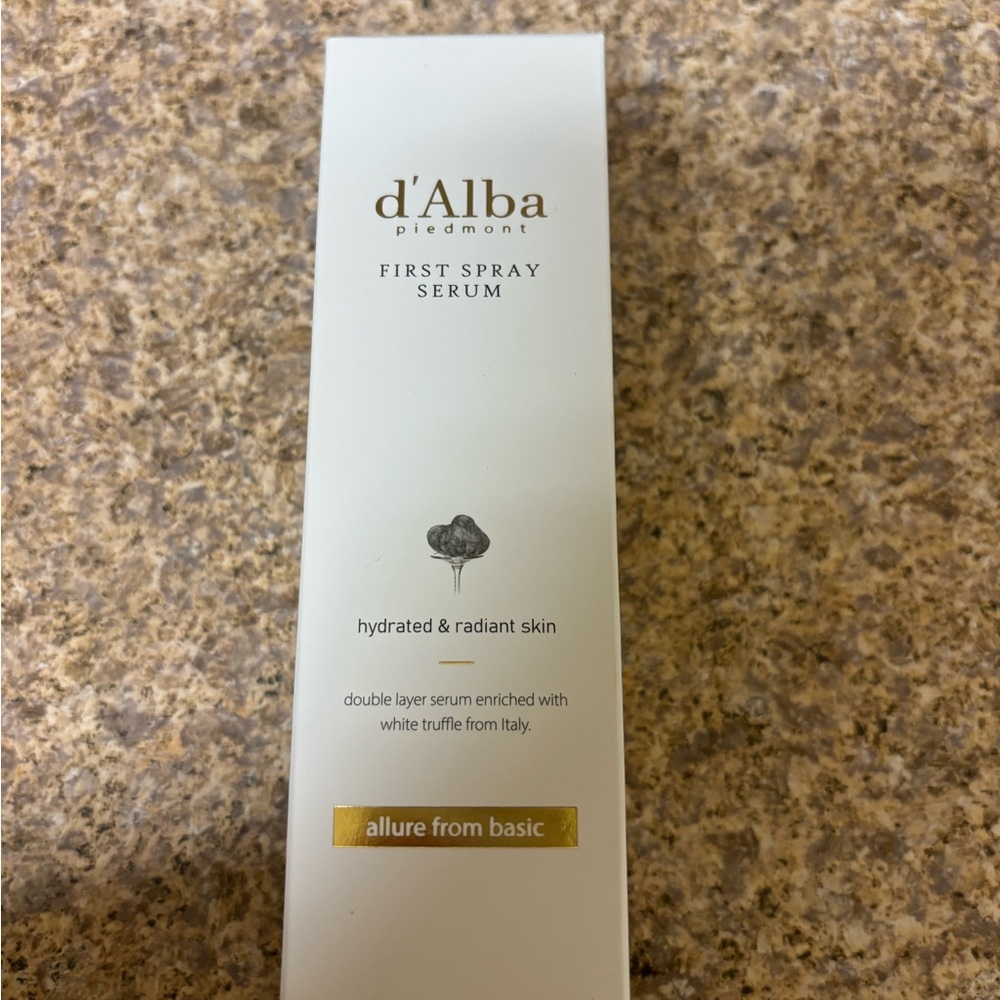 d'Alba
piedmont
FIRST SPRAY
SERUM
hydrated & radiant skin
double layer serum enriched with
white truffle from Italy.
allure from basic